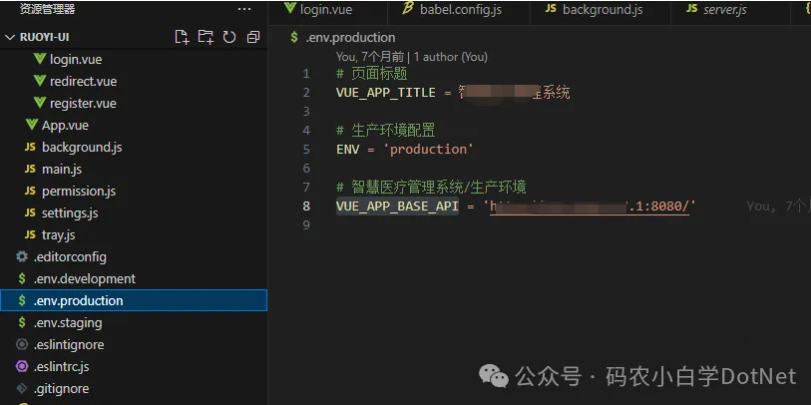 资源管理器
RUOYI-UI
login.vue
redirect.vue
register.vue
App.vue
JS background.js
JS main.js
JS permission.js
JS settings.js
JS tray.js
.editorconfig
$ .env.development
$ .env.production
$ .env.staging
.eslintignore
.eslintrc.js
.gitignore
login.vue babel.config.js JS background.js JS server.js
$ .env.production
You, 7个月前 | 1 author (You)
1 # 页面标题
2 VUE_APP_TITLE = 理系统
3
4 # 生产环境配置
5 ENV = 'production'
6
7 # 智慧医疗管理系统/生产环境
8 VUE_APP_BASE_API = 'h .1:8080/' You, 7个
9
公众号 · 码农小白学DotNet